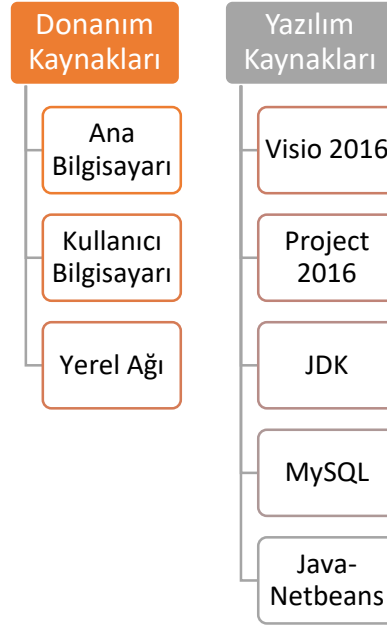 Donanım
Kaynakları
Ana
Bilgisayarı
Kullanıcı
Bilgisayarı
Yerel Ağı
Yazılım
Kaynakları
Visio 2016
Project
2016
JDK
MySQL
Java-
Netbeans